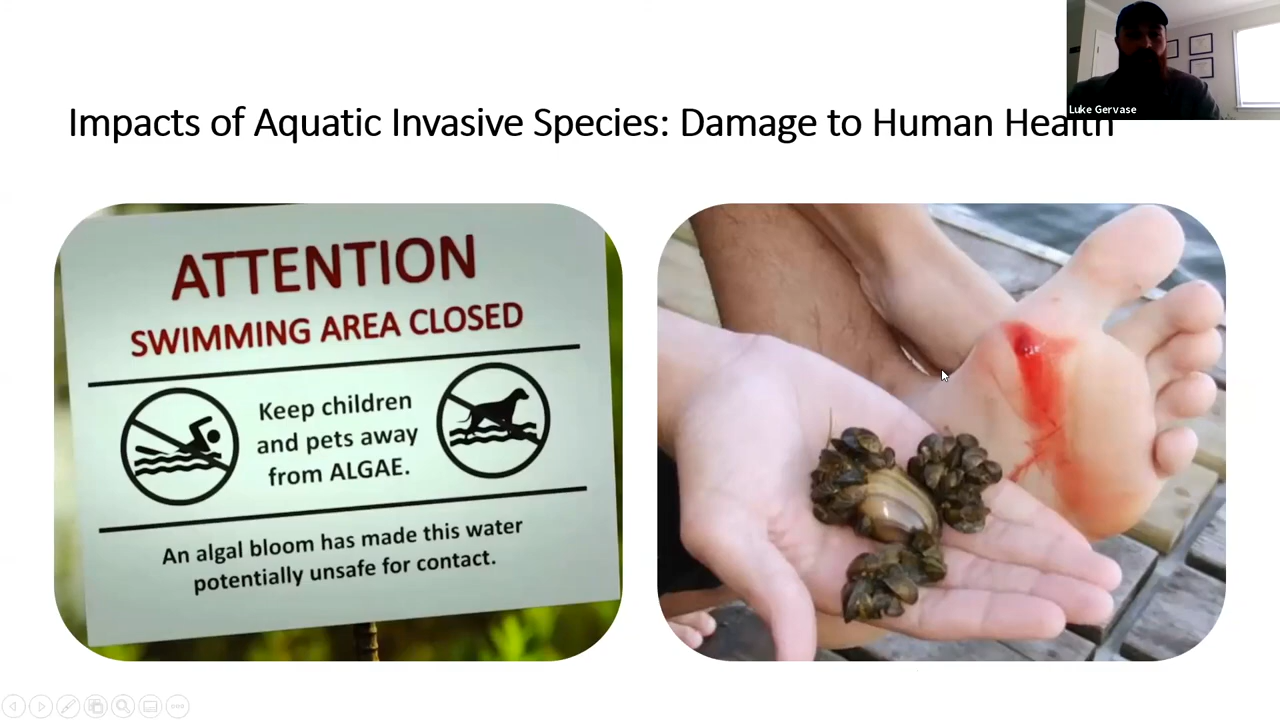 Luke Gervase
Impacts of Aquatic Invasive Species: Damage to Human Health
ATTENTION
SWIMMING AREA CLOSED
Keep children
and pets away
from ALGAE.
An algal bloom has made this water
potentially unsafe for contact.